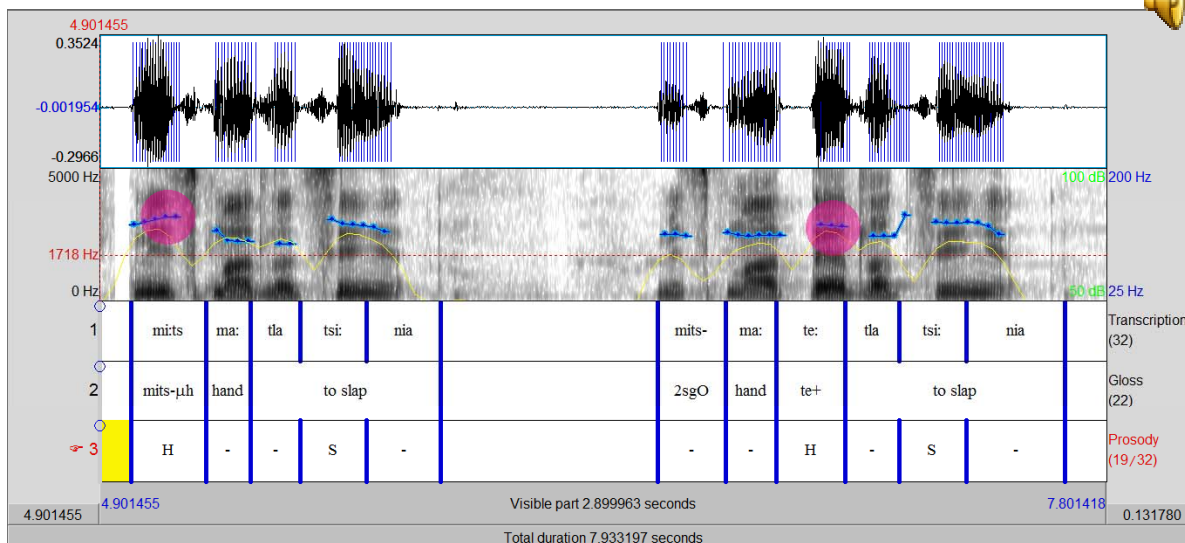 4.901455
0.3524
-0.001954
-0.2966
5000 Hz 100 dB 200 Hz
1718 Hz
0 Hz 50 dB 25 Hz
1 mi:ts ma: tla tsi: nia mits- ma: te: tla tsi: nia Transcription (32)
2 mits-μh hand to slap 2sgO hand te+ to slap Gloss (22)
☞ 3 H - - S - - - H - S - Prosody (19/32)
4.901455 Visible part 2.899963 seconds 7.801418
4.901455 0.131780
Total duration 7.933197 seconds